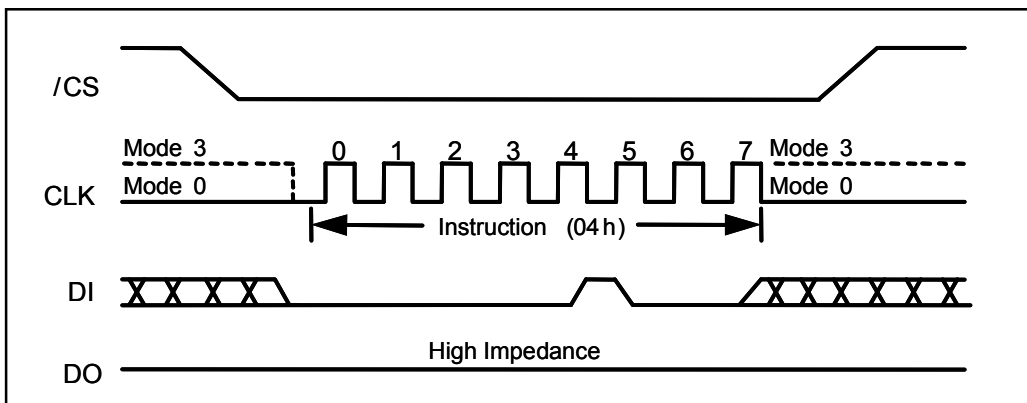 /CS
Mode 3 0 1 2 3 4 5 6 7 Mode 3
CLK Mode 0 Mode 0
Instruction (04h)
DI
High Impedance
DO